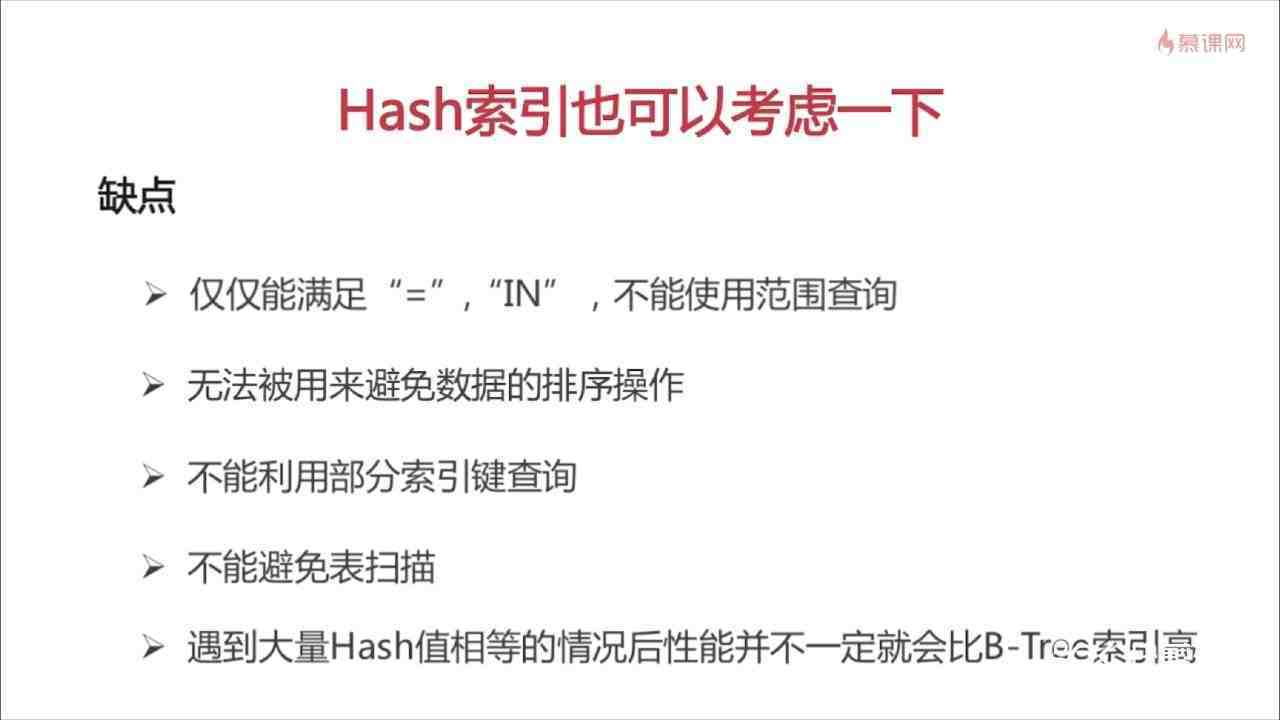 慕课网
Hash索引也可以考虑一下
缺点
仅仅能满足“=”,“IN”，不能使用范围查询
无法被用来避免数据的排序操作
不能利用部分索引键查询
不能避免表扫描
遇到大量Hash值相等的情况后性能并不一定就会比B-Tree索引高